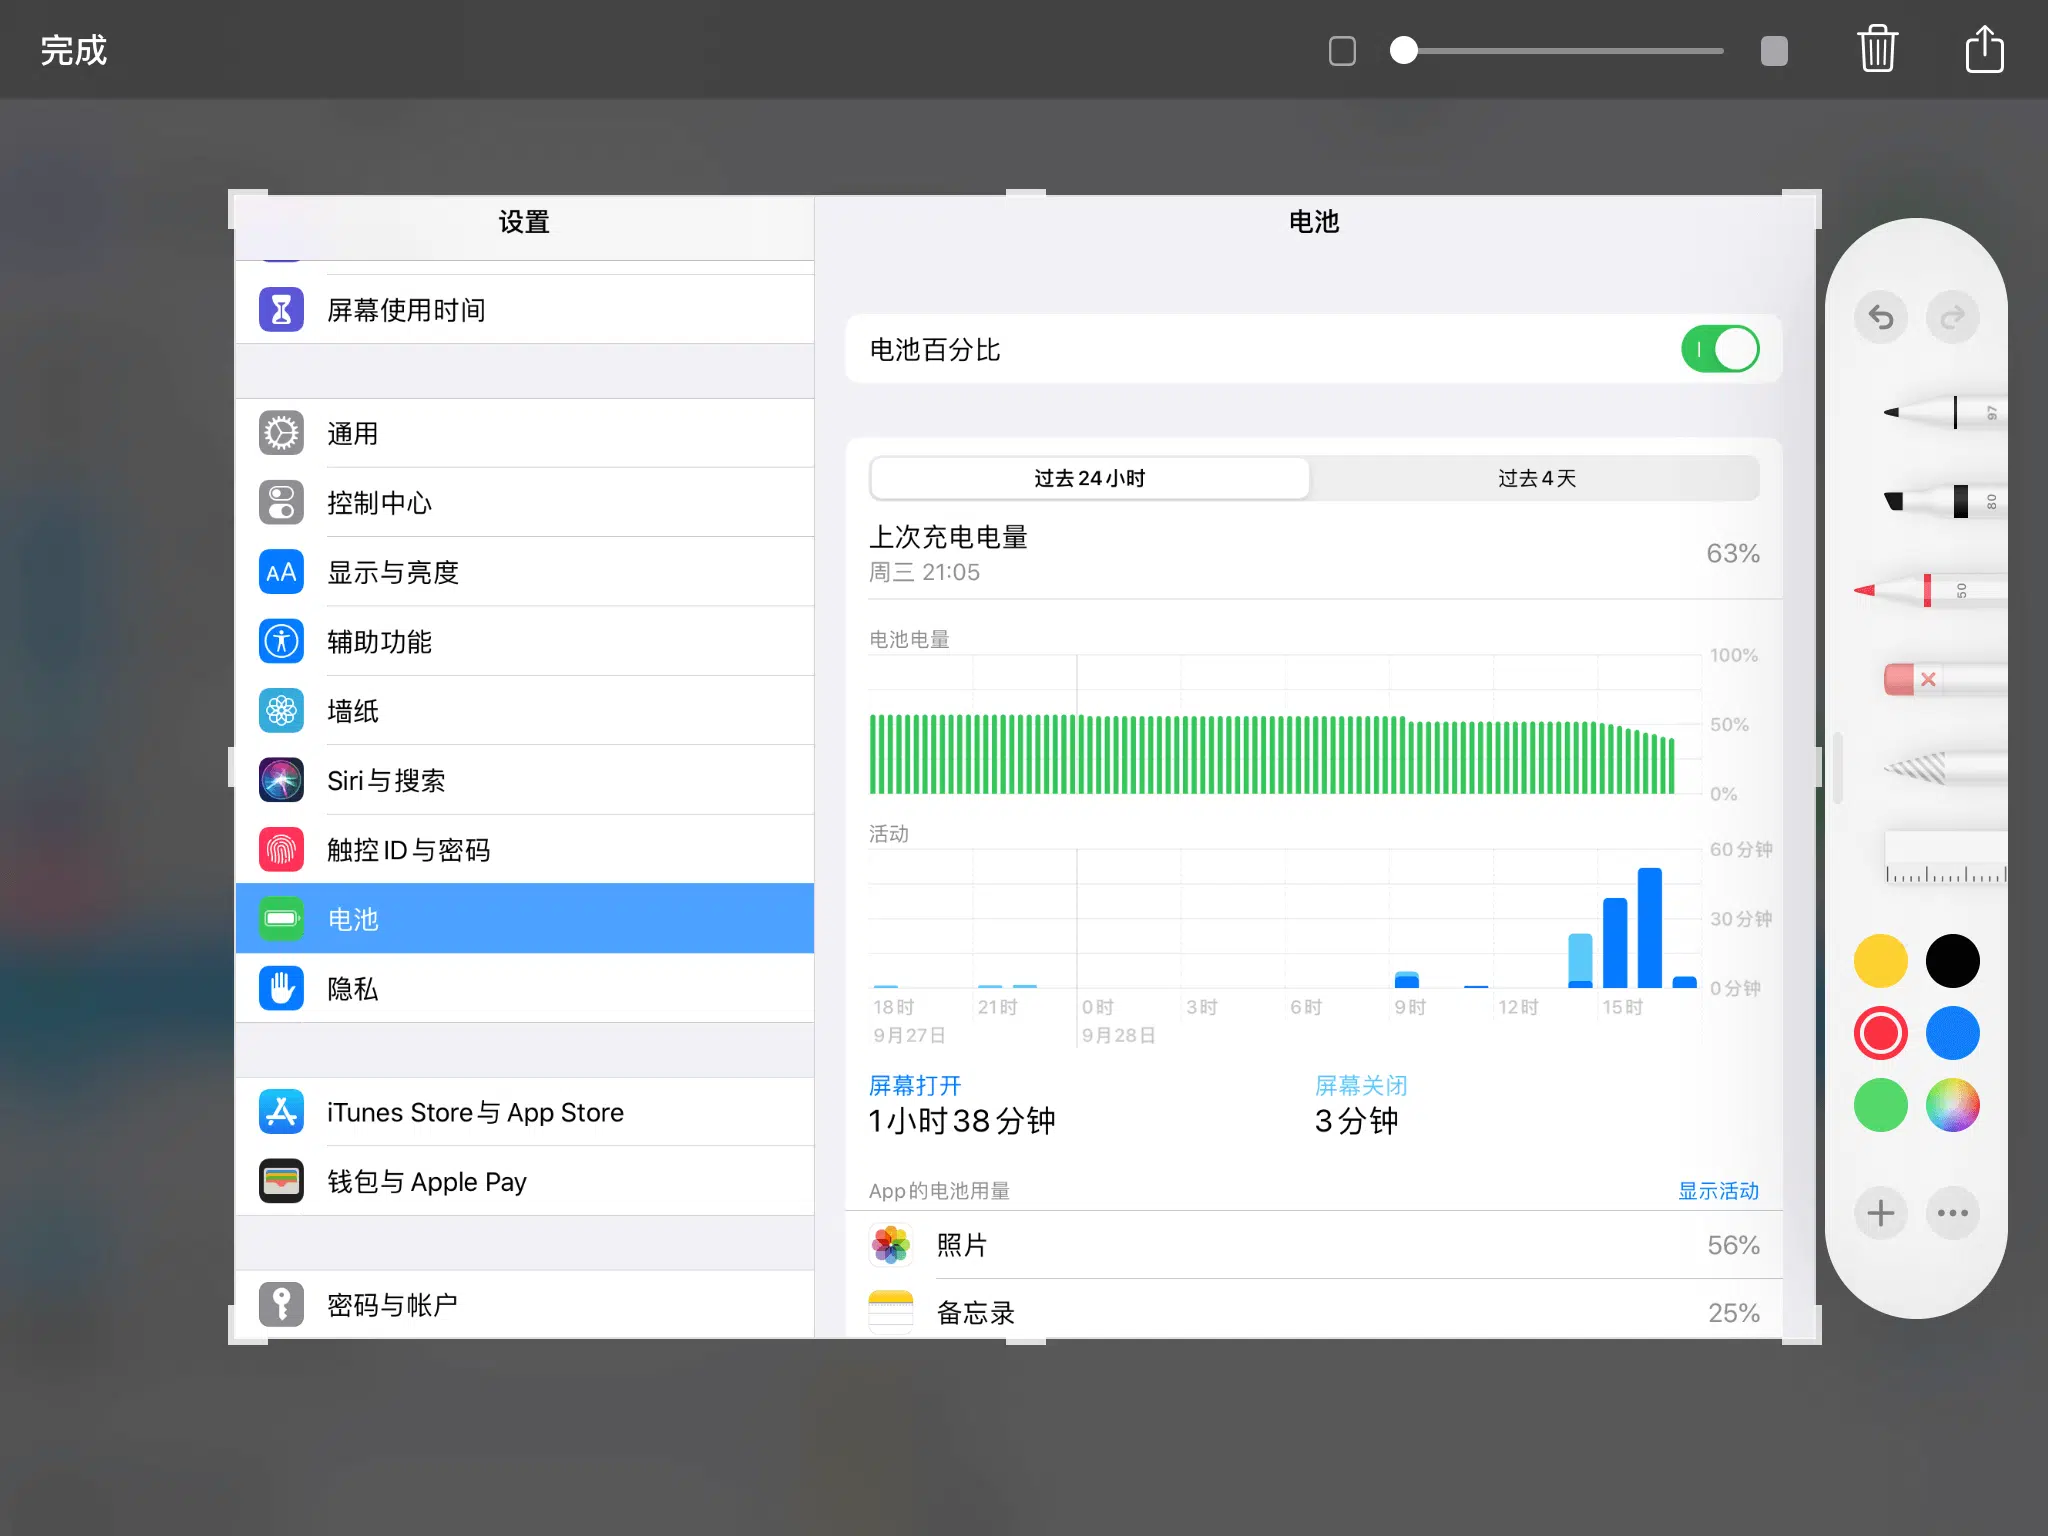 完成
设置
屏幕使用时间
通用
控制中心
AA
显示与亮度
辅助功能
墙纸
Siri与搜索
触控ID与密码
电池
隐私
iTunes Store与App Store
钱包与Apple Pay
密码与帐户
电池
电池百分比
过去24小时 过去4天
上次充电电量
周三 21:05
63%
电池电量
100%
50%
0%
活动
60分钟
30分钟
0分钟
18时 21时 0时 3时 6时 9时 12时 15时
9月27日 9月28日
屏幕打开 屏幕关闭
1小时38分钟 3分钟
App的电池用量 显示活动
照片 56%
备忘录 25%
97
80
50